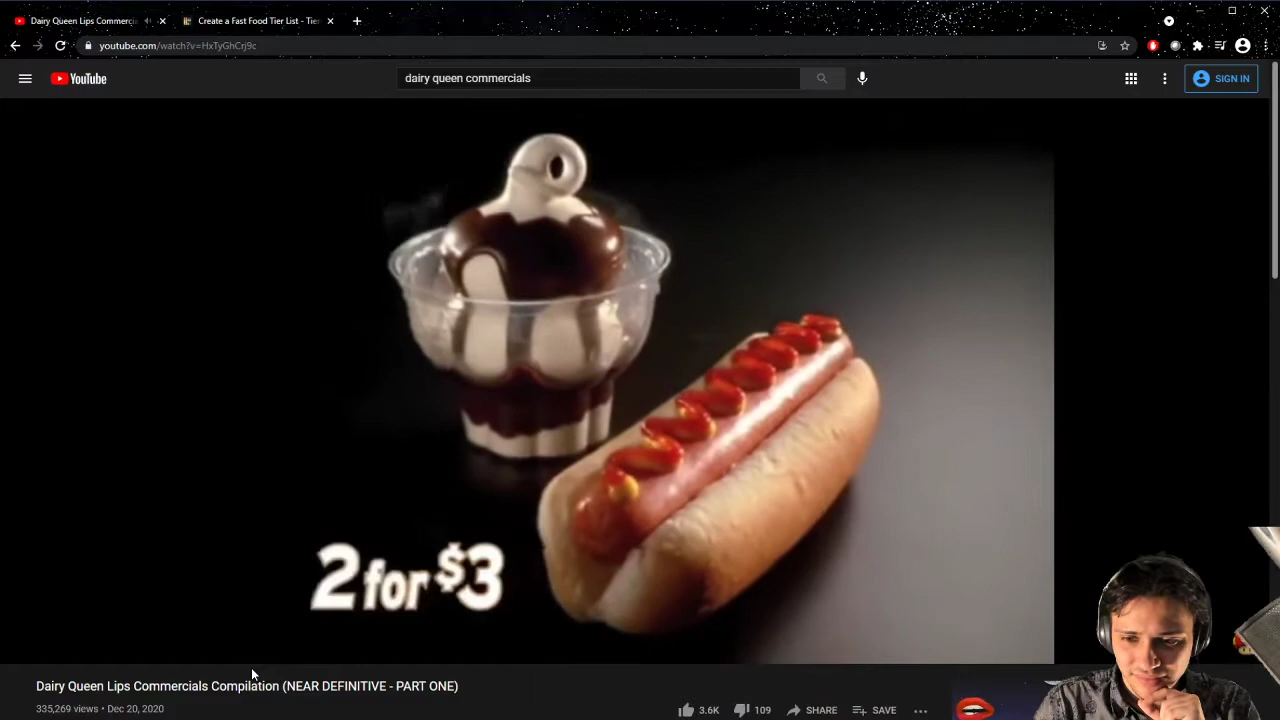 Dairy Queen Lips Commerci
Create a Fast Food Tier List - Tier
youtube.com/watch?v=HxTyGhCrj9c
YouTube
dairy queen commercials
SIGN IN
2 for $3
Dairy Queen Lips Commercials Compilation (NEAR DEFINITIVE - PART ONE)
335,269 views • Dec 20, 2020
3.6K
109
SHARE
SAVE